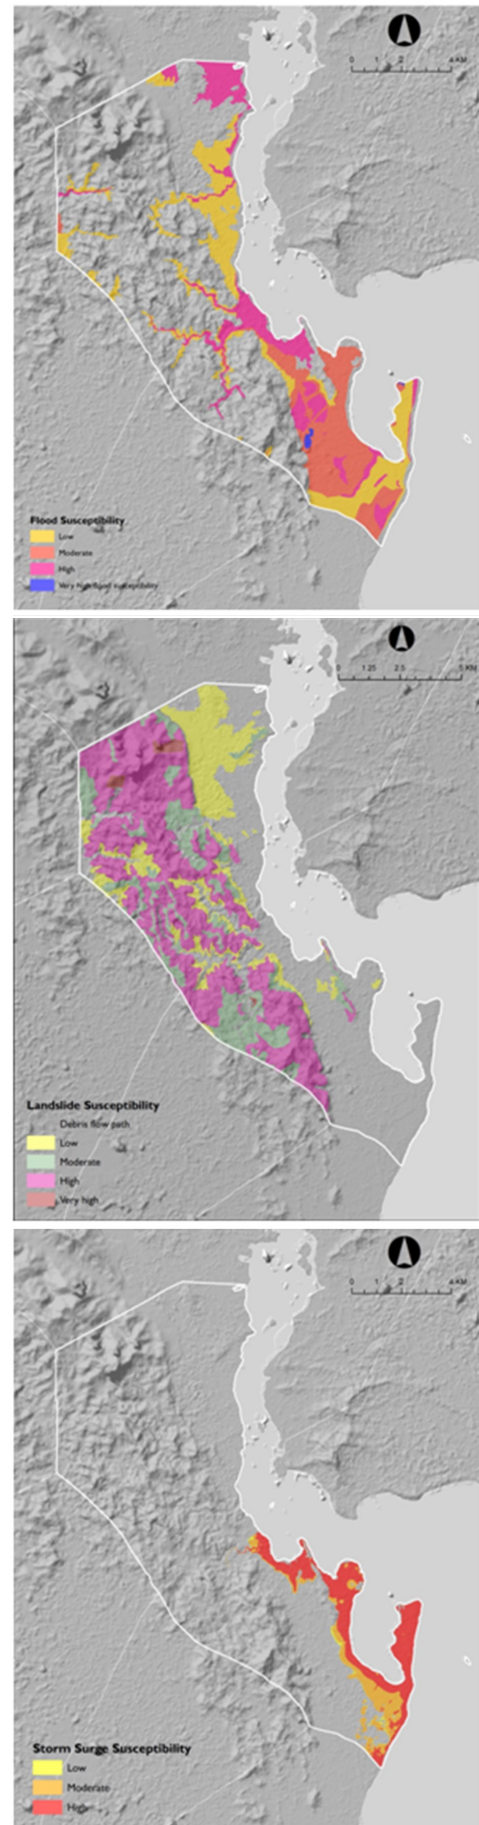 0 1 2 4 KM
Flood Susceptibility
Low
Moderate
High
Very high flood susceptibility
0 1.25 2.5 5 KM
Landslide Susceptibility
Debris flow path
Low
Moderate
High
Very high
0 1 2 4 KM
Storm Surge Susceptibility
Low
Moderate
High